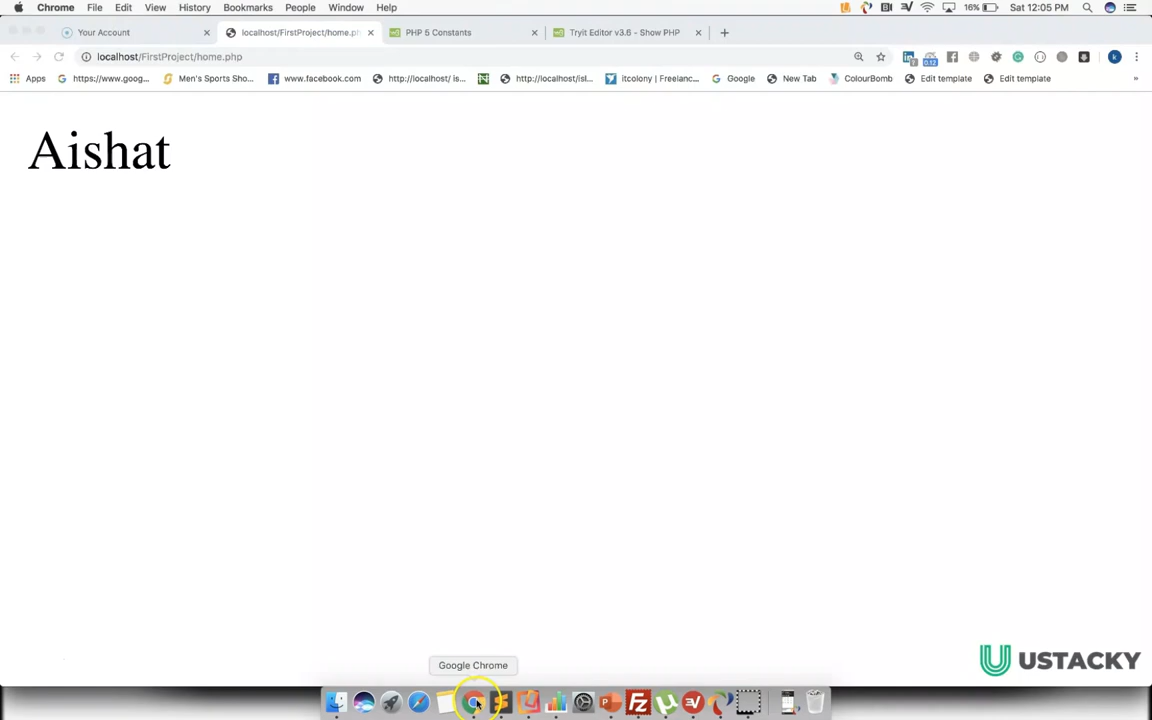 Chrome File Edit View History Bookmarks People Window Help 16% Sat 12:05 PM
Your Account localhost/FirstProject/home.p PHP 5 Constants Tryit Editor v3.6 - Show PHP
localhost/FirstProject/home.php
Apps https://www.goog... Men's Sports Sho... www.facebook.com http://localhost/ is... http://localhost/isl... itcolony | Freelanc... Google New Tab ColourBomb Edit template Edit template »
Aishat
Google Chrome
USTACKY